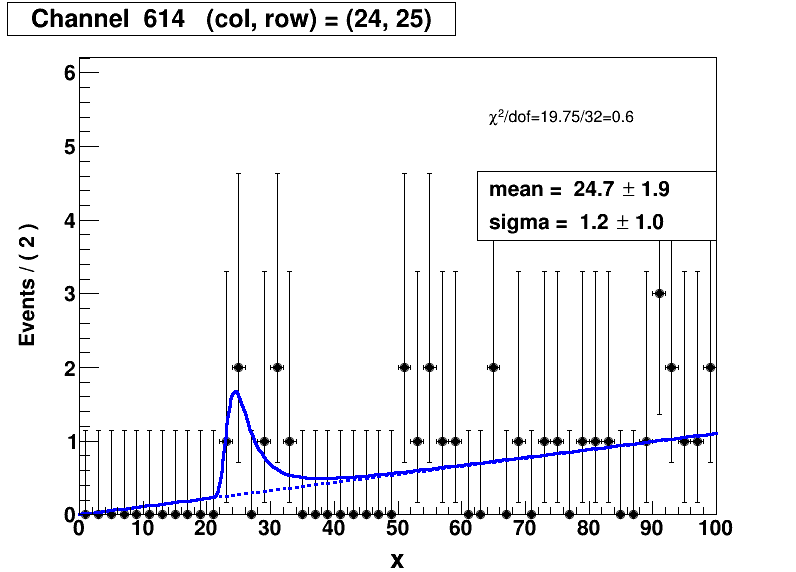 Channel  614   (col, row) = (24, 25)
χ²/dof=19.75/32=0.6
mean =  24.7 ± 1.9
sigma =  1.2 ± 1.0
Events / ( 2 )
6
5
4
3
2
1
0
0 10 20 30 40 50 60 70 80 90 100
x